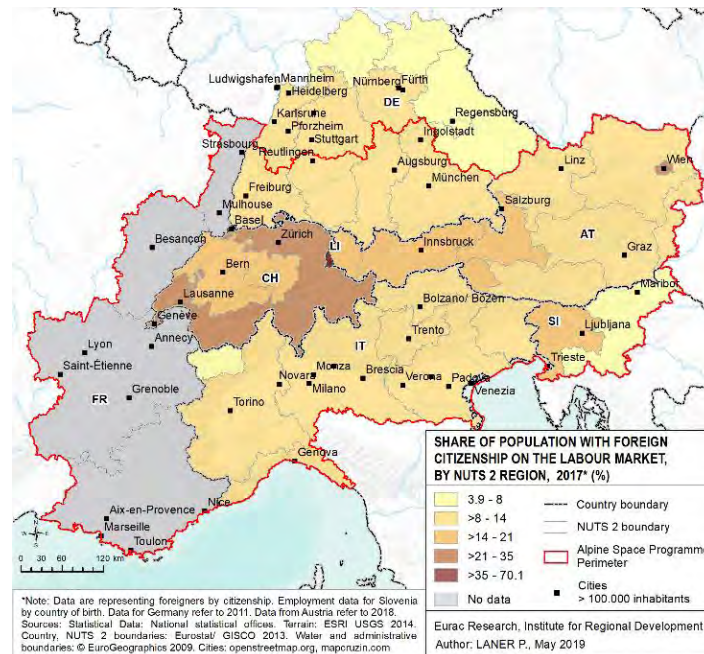 Ludwigshafen
Mannheim
Heidelberg
Nürnberg
Fürth
DE
Karlsruhe
Regensburg
Pforzheim
Stuttgart
Ingolstadt
Strasbourg
Reutlingen
Augsburg
Linz
Wien
München
Freiburg
Salzburg
Mulhouse
Basel
Besançon
Zürich
LI
Innsbruck
AT
Bern
CH
Graz
Lausanne
Maribor
Bolzano/ Bozen
Genève
SI
Ljubljana
Annecy
Trento
Lyon
IT
Trieste
Saint-Étienne
Monza
Brescia
Verona
Padova
Venezia
Novara
Milano
Grenoble
FR
Torino
Genova
Nice
Aix-en-Provence
Marseille
Toulon
N
0 30 60 120
km
SHARE OF POPULATION WITH FOREIGN
CITIZENSHIP ON THE LABOUR MARKET,
BY NUTS 2 REGION, 2017* (%)
3.9 - 8
>8 - 14
>14 - 21
>21 - 35
>35 - 70.1
No data
Country boundary
NUTS 2 boundary
Alpine Space Programme
Perimeter
Cities
> 100.000 inhabitants
*Note: Data are representing foreigners by citizenship. Employment data for Slovenia
by country of birth. Data for Germany refer to 2011. Data from Austria refer to 2018.
Sources: Statistical Data: National statistical offices. Terrain: ESRI USGS 2014.
Country, NUTS 2 boundaries: Eurostat/ GISCO 2013. Water and administrative
boundaries: © EuroGeographics 2009. Cities: openstreetmap.org, mapcruzin.com
Eurac Research, Institute for Regional Development
Author: LANER P., May 2019